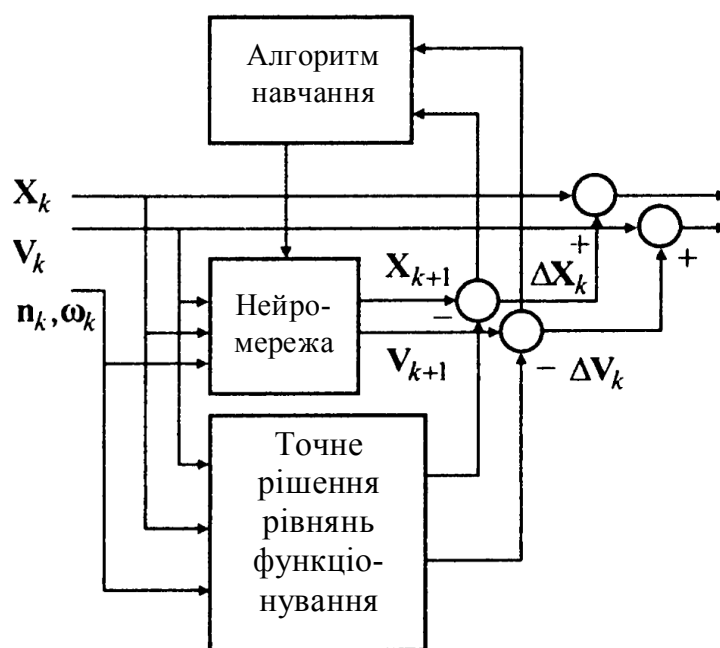 Алгоритм
навчання
X_k
V_k
n_k, ω_k
Нейро-
мережа
X_{k+1}
V_{k+1}
−
ΔX_k
+
+
− ΔV_k
Точне
рішення
рівнянь
функціо-
нування